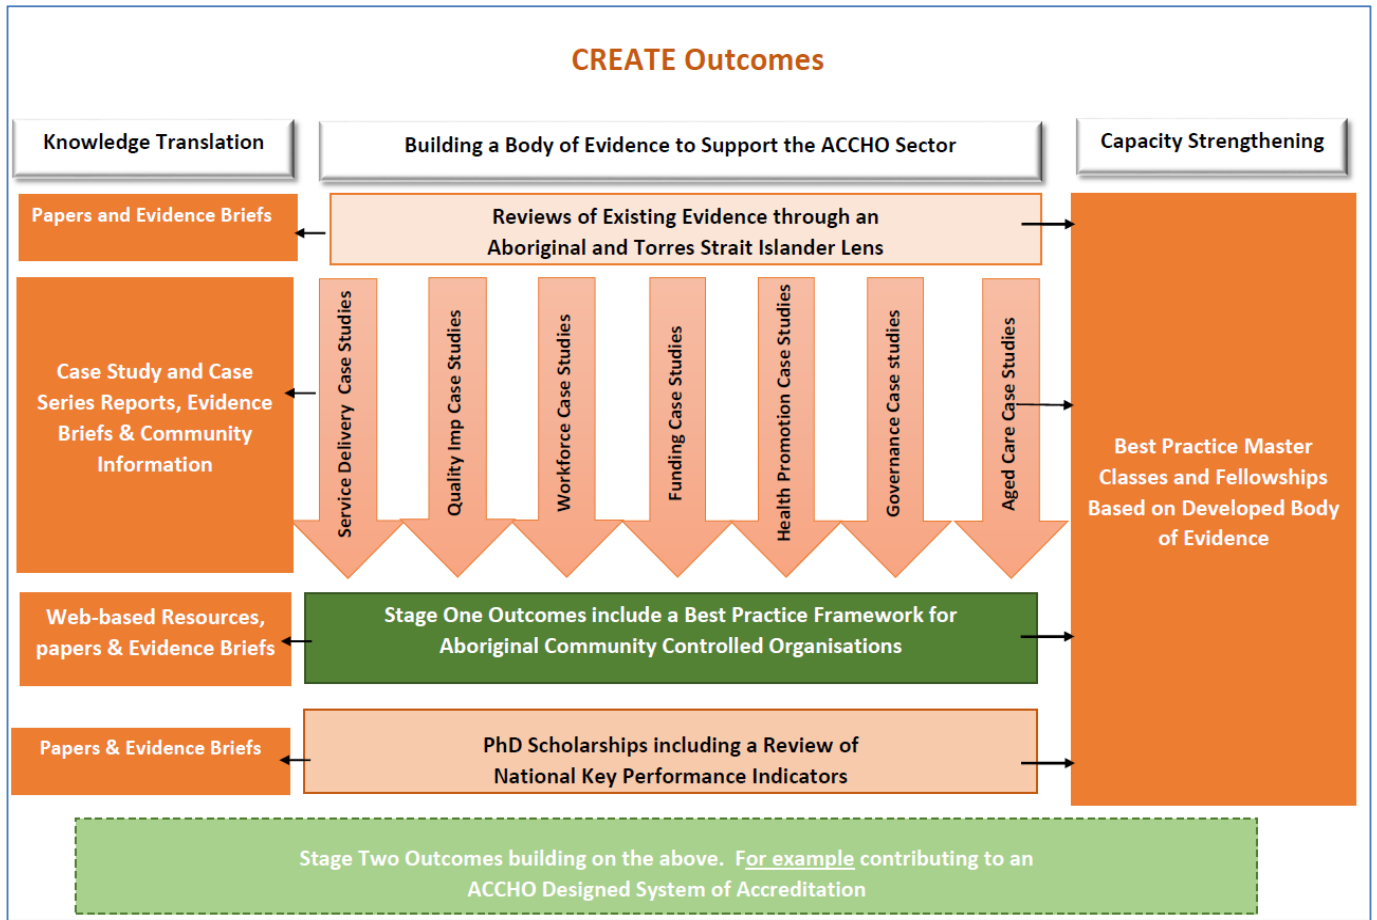 CREATE Outcomes
Knowledge Translation
Building a Body of Evidence to Support the ACCHO Sector
Capacity Strengthening
Papers and Evidence Briefs
Reviews of Existing Evidence through an
Aboriginal and Torres Strait Islander Lens
Case Study and Case
Series Reports, Evidence
Briefs & Community
Information
Service Delivery Case Studies
Quality Imp Case Studies
Workforce Case Studies
Funding Case Studies
Health Promotion Case Studies
Governance Case studies
Aged Care Case Studies
Best Practice Master
Classes and Fellowships
Based on Developed Body
of Evidence
Web-based Resources,
papers & Evidence Briefs
Stage One Outcomes include a Best Practice Framework for
Aboriginal Community Controlled Organisations
Papers & Evidence Briefs
PhD Scholarships including a Review of
National Key Performance Indicators
Stage Two Outcomes building on the above. For example contributing to an
ACCHO Designed System of Accreditation